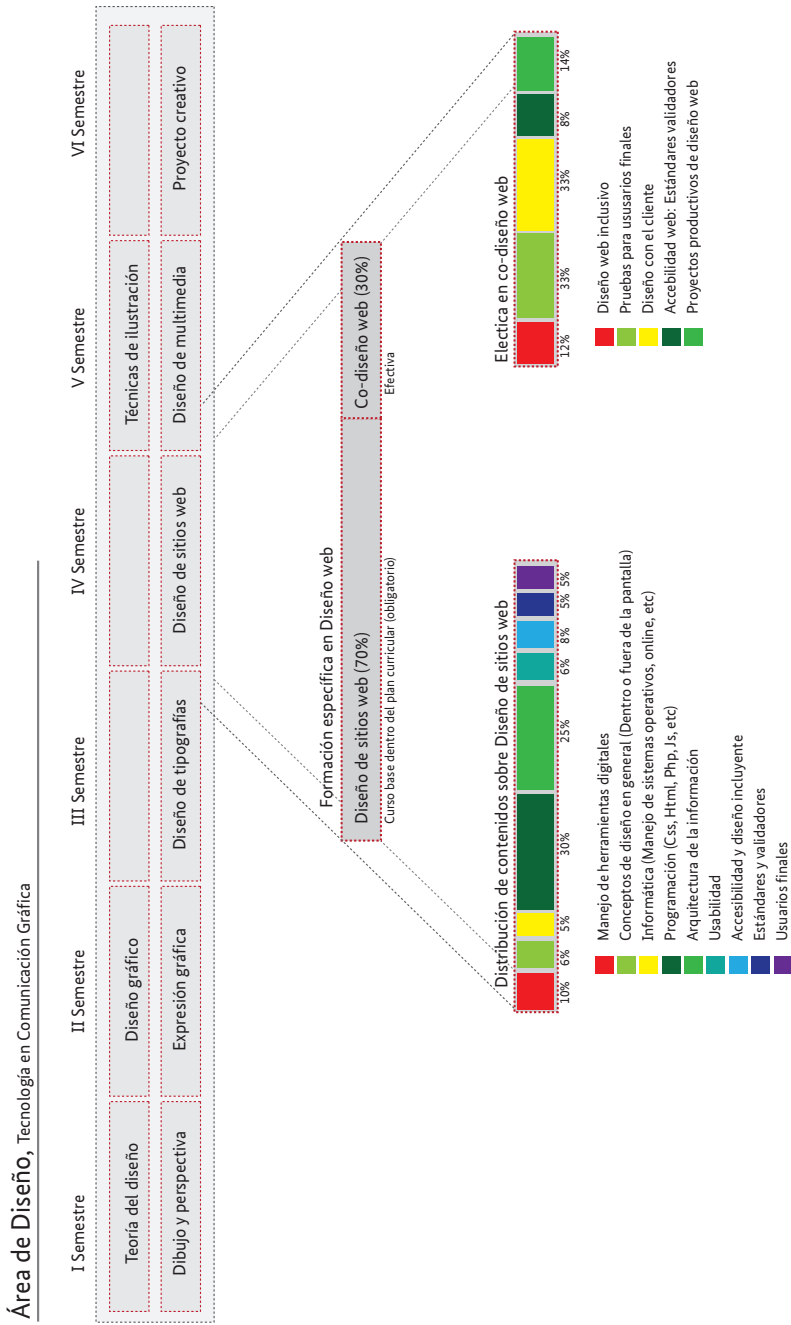 Área de Diseño, Tecnología en Comunicación Gráfica
I Semestre
II Semestre
III Semestre
IV Semestre
V Semestre
VI Semestre
Teoría del diseño
Diseño gráfico
Técnicas de ilustración
Dibujo y perspectiva
Expresión gráfica
Diseño de tipografías
Diseño de sitios web
Diseño de multimedia
Proyecto creativo
Formación específica en Diseño web
Diseño de sitios web (70%)
Co-diseño web (30%)
Curso base dentro del plan curricular (obligatorio)
Efectiva
Distribución de contenidos sobre Diseño de sitios web
10%
6%
5%
30%
25%
6%
8%
5%
5%
Manejo de herramientas digitales
Conceptos de diseño en general (Dentro o fuera de la pantalla)
Informática (Manejo de sistemas operativos, online, etc)
Programación (Css, Html, Php, Js, etc)
Arquitectura de la información
Usabilidad
Accesibilidad y diseño incluyente
Estándares y validadores
Usuarios finales
Electica en co-diseño web
12%
33%
33%
8%
14%
Diseño web inclusivo
Pruebas para ususarios finales
Diseño con el cliente
Accebilidad web: Estándares validadores
Proyectos productivos de diseño web